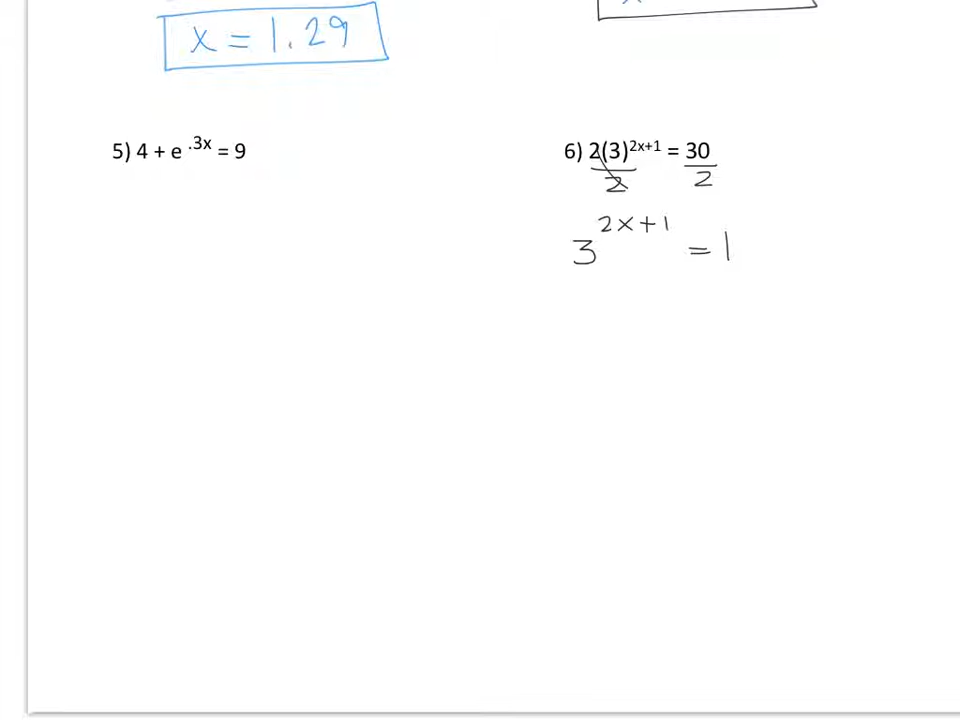 x = 1.29
5) 4 + e .3x = 9
6) 2(3)2x+1 = 30
2 2
3 2x+1 = 1